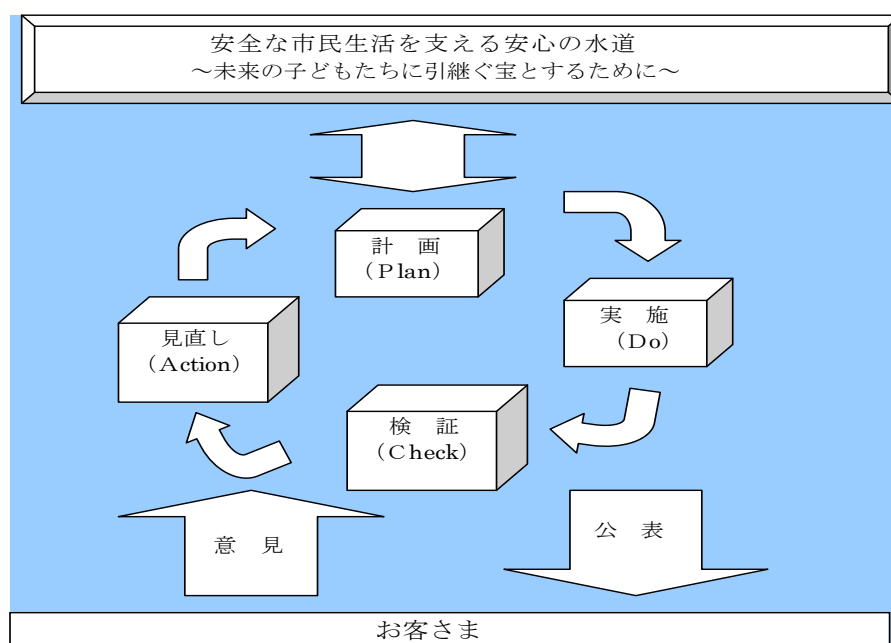 安全な市民生活を支える安心の水道
～未来の子どもたちに引継ぐ宝とするために～
計 画
(Plan)
見直し
(Action)
実 施
(Do)
検 証
(Check)
意 見
公 表
お客さま